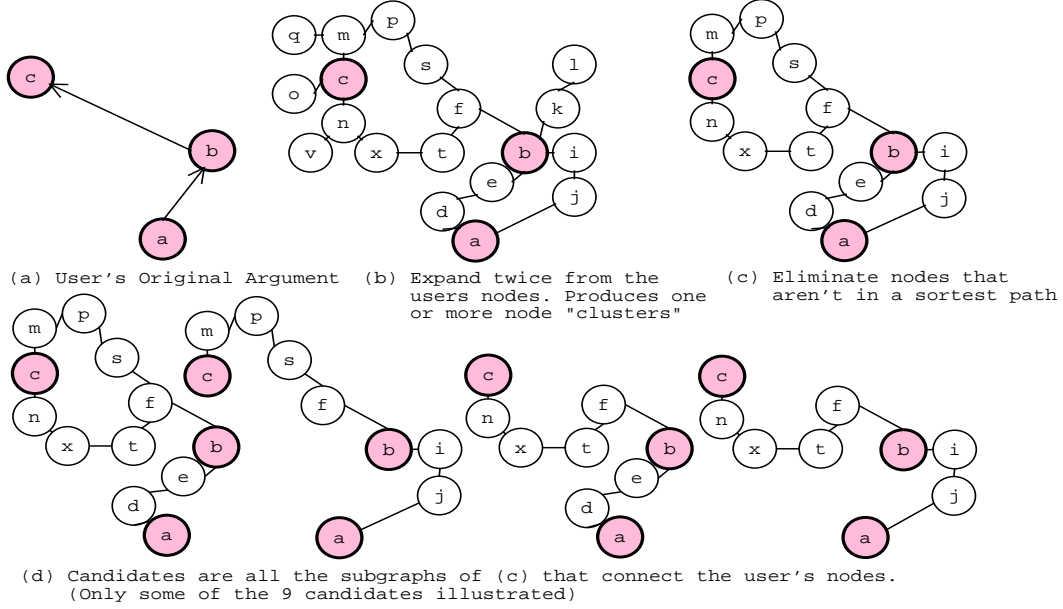 c
b
a
(a) User's Original Argument
q m p
s
l
c
o
f
k
n
v x t
b i
e
d
j
a
(b) Expand twice from the
users nodes. Produces one
or more node "clusters"
m p
s
c
f
n
x t
b i
e
d
j
a
(c) Eliminate nodes that
aren't in a sortest path
m p
s
c
f
n
x t
b
e
d
a
m p
s
c
f
b i
j
a
c
f
n
x t
b
e
d
a
c
f
n
x t
b i
j
a
(d) Candidates are all the subgraphs of (c) that connect the user's nodes.
(Only some of the 9 candidates illustrated)